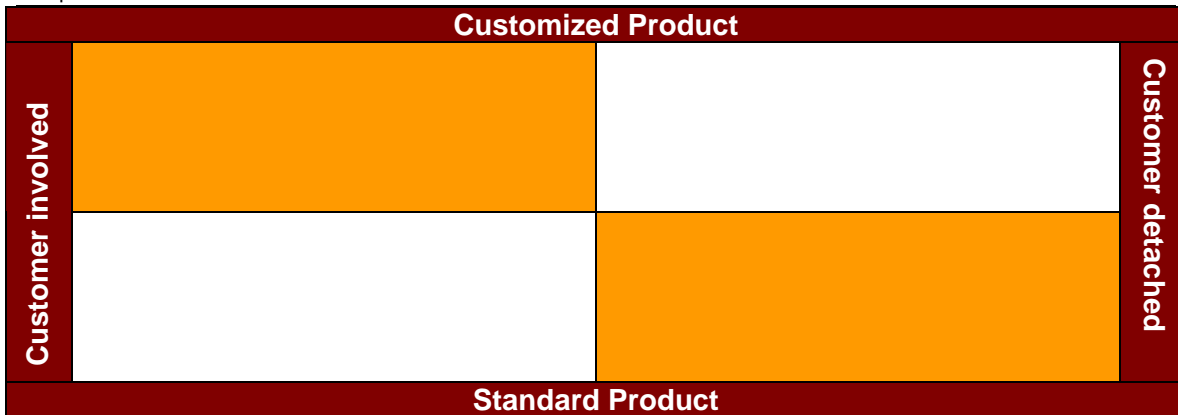 Customized Product
Customer involved
Customer detached
Standard Product